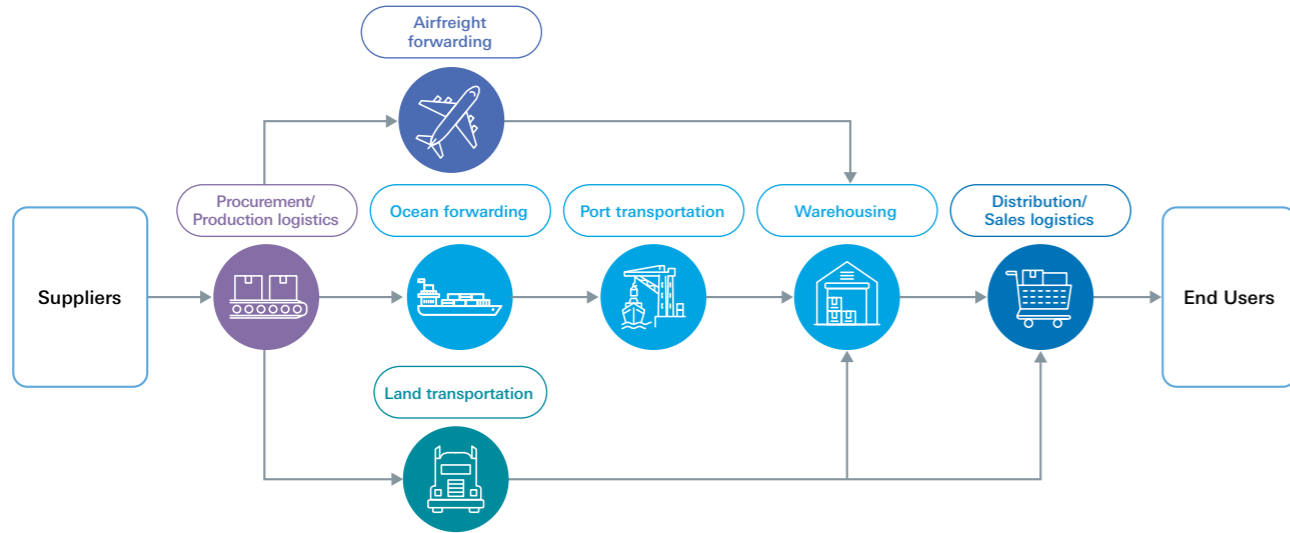 Airfreight
forwarding
Procurement/
Production logistics
Ocean forwarding
Port transportation
Warehousing
Distribution/
Sales logistics
Suppliers
End Users
Land transportation